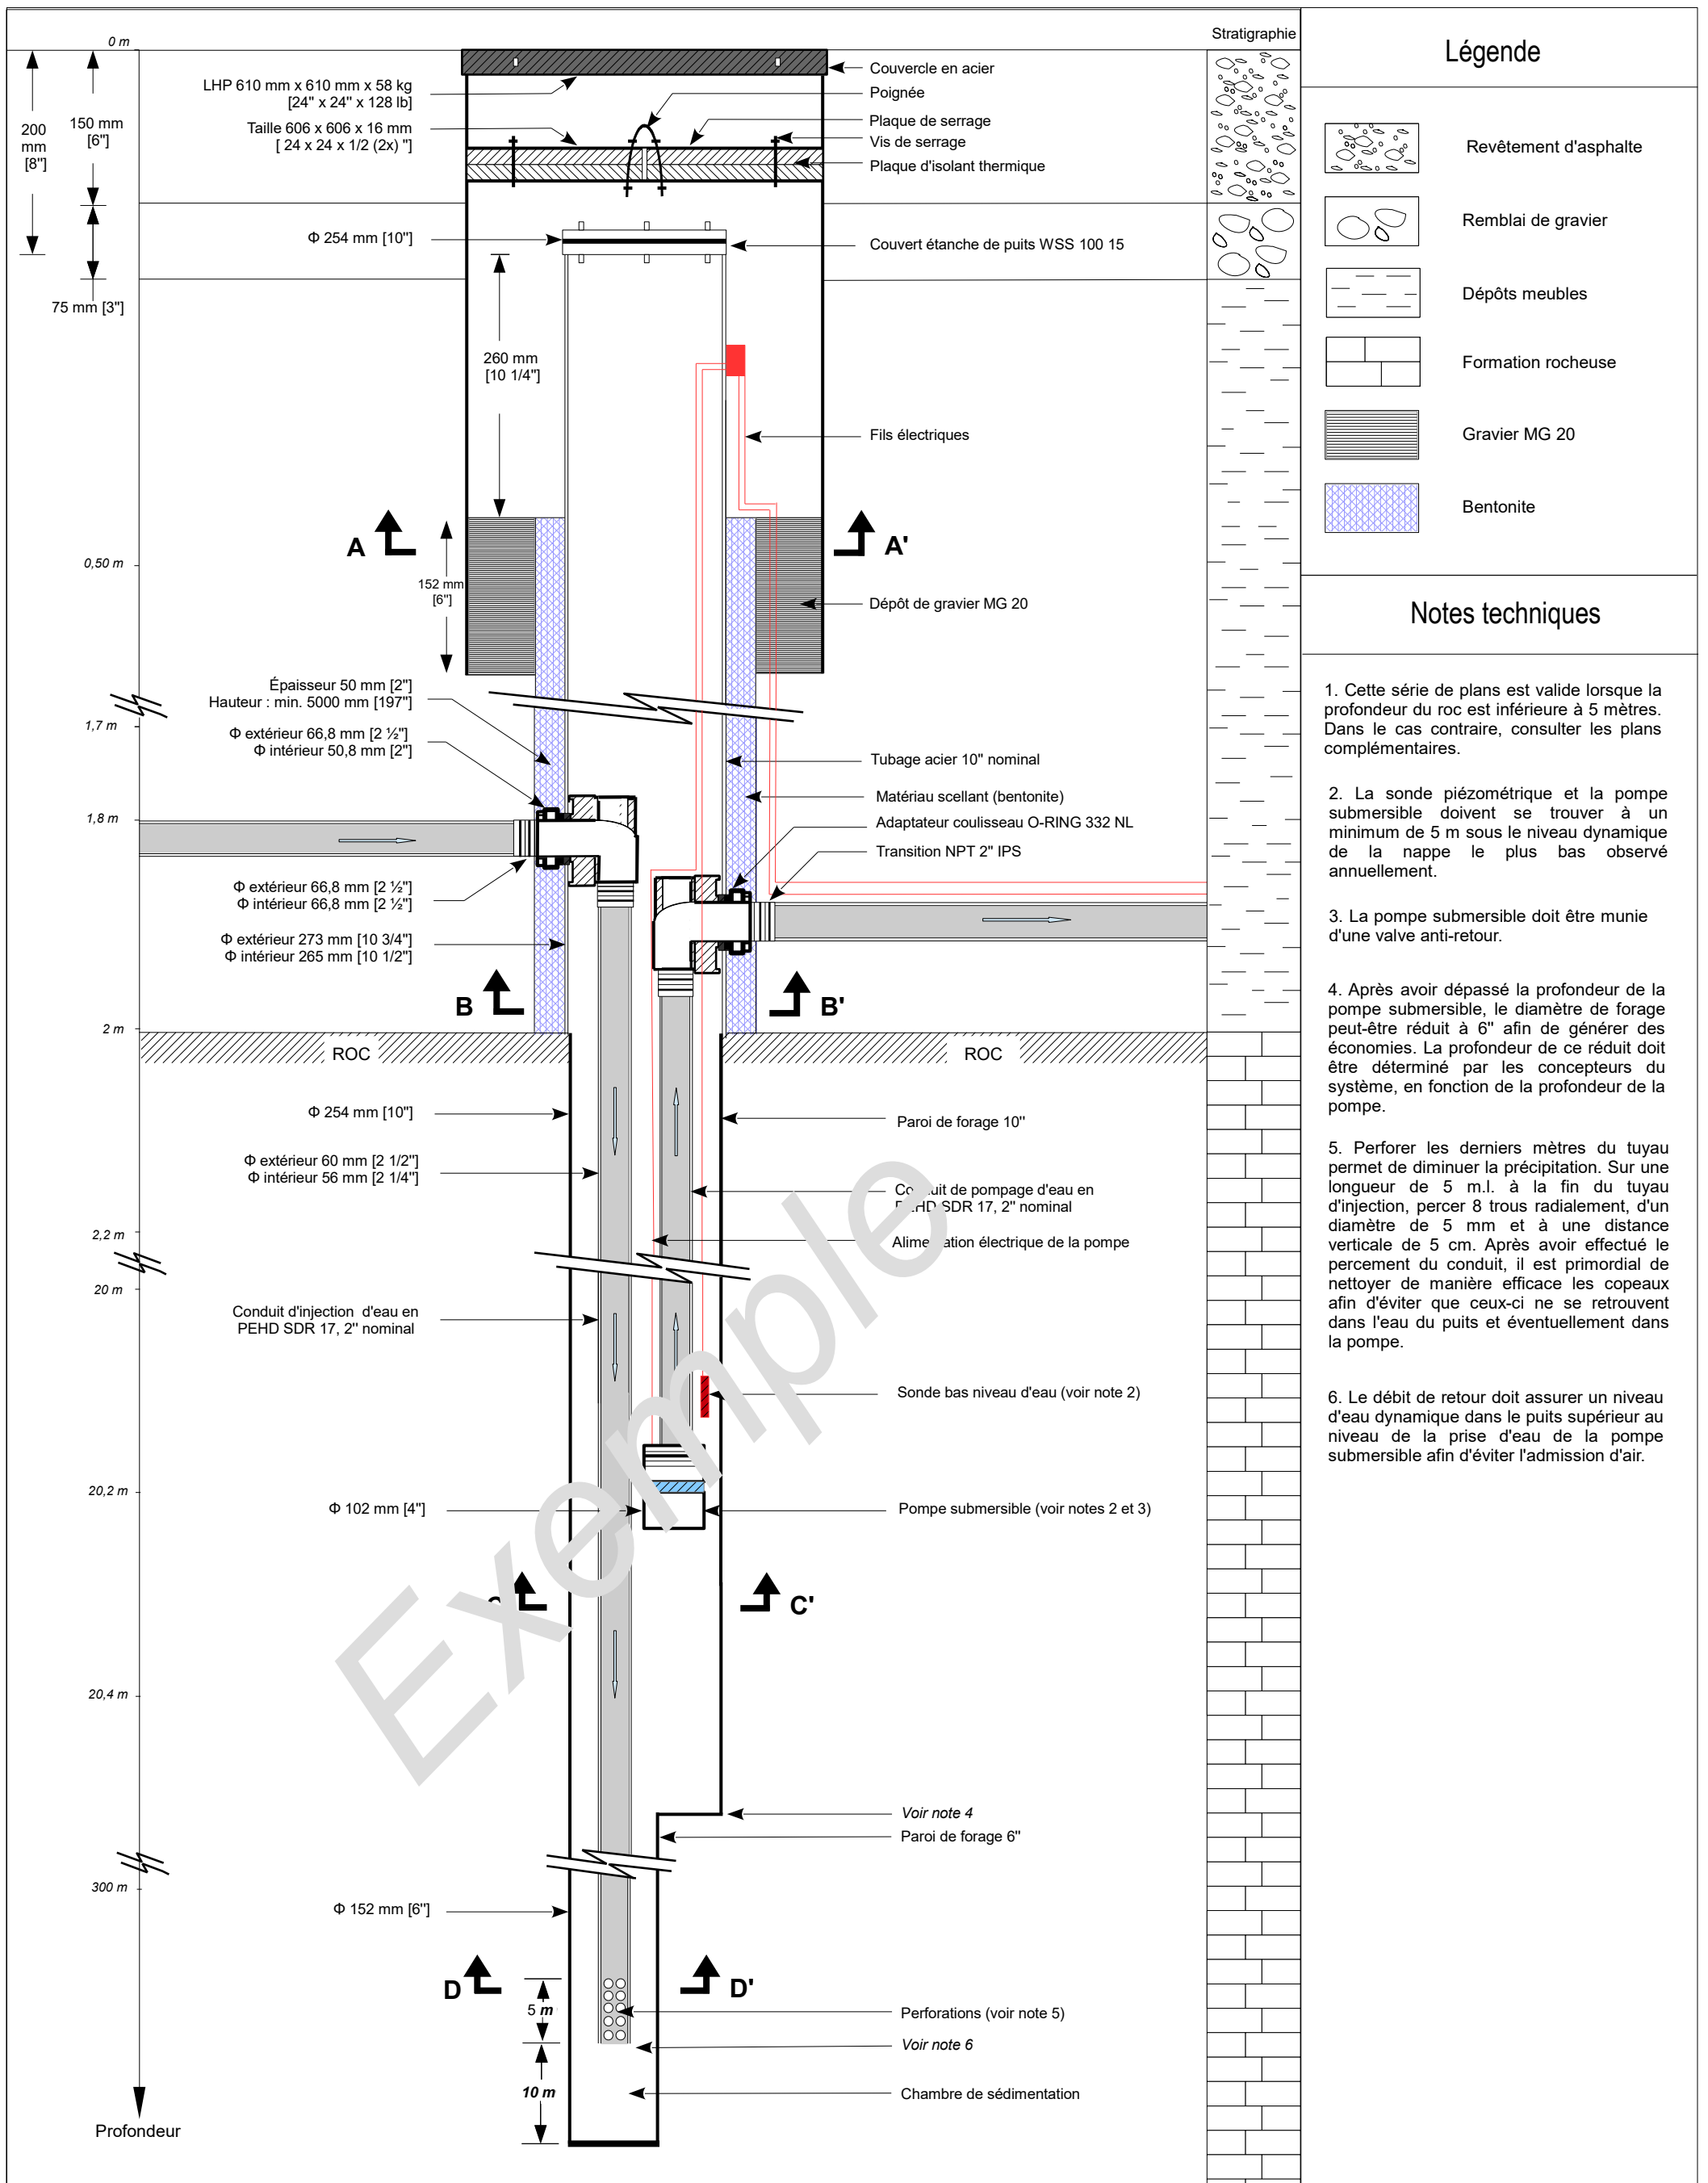 Stratigraphie
0 m
200
mm
[8"]
150 mm
[6"]
75 mm [3"]
LHP 610 mm x 610 mm x 58 kg
[24" x 24" x 128 lb]
Taille 606 x 606 x 16 mm
[ 24 x 24 x 1/2 (2x) "]
Couvercle en acier
Poignée
Plaque de serrage
Vis de serrage
Plaque d'isolant thermique
Φ 254 mm [10"]
Couvert étanche de puits WSS 100 15
260 mm
[10 1/4"]
Fils électriques
A
A'
0,50 m
152 mm
[6"]
Dépôt de gravier MG 20
Épaisseur 50 mm [2"]
Hauteur : min. 5000 mm [197"]
1,7 m
Φ extérieur 66,8 mm [2 ½"]
Φ intérieur 50,8 mm [2"]
Tubage acier 10" nominal
Matériau scellant (bentonite)
1,8 m
Adaptateur coulisseau O-RING 332 NL
Transition NPT 2" IPS
Φ extérieur 66,8 mm [2 ½"]
Φ intérieur 66,8 mm [2 ½"]
Φ extérieur 273 mm [10 3/4"]
Φ intérieur 265 mm [10 1/2"]
B
B'
2 m
ROC
ROC
Φ 254 mm [10"]
Paroi de forage 10"
Φ extérieur 60 mm [2 1/2"]
Φ intérieur 56 mm [2 1/4"]
de pompage d'eau en
SDR 17, 2" nominal
2,2 m
électrique de la pompe
20 m
Conduit d'injection d'eau en
PEHD SDR 17, 2" nominal
Sonde bas niveau d'eau (voir note 2)
20,2 m
Φ 102 mm [4"]
Pompe submersible (voir notes 2 et 3)
C'
20,4 m
Voir note 4
Paroi de forage 6"
300 m
Φ 152 mm [6"]
D
D'
5 m
Perforations (voir note 5)
Voir note 6
10 m
Chambre de sédimentation
Profondeur
Exemple
Légende
Revêtement d'asphalte
Remblai de gravier
Dépôts meubles
Formation rocheuse
Gravier MG 20
Bentonite
Notes techniques
1. Cette série de plans est valide lorsque la
profondeur du roc est inférieure à 5 mètres.
Dans le cas contraire, consulter les plans
complémentaires.
2. La sonde piézométrique et la pompe
submersible doivent se trouver à un
minimum de 5 m sous le niveau dynamique
de la nappe le plus bas observé
annuellement.
3. La pompe submersible doit être munie
d'une valve anti-retour.
4. Après avoir dépassé la profondeur de la
pompe submersible, le diamètre de forage
peut-être réduit à 6" afin de générer des
économies. La profondeur de ce réduit doit
être déterminé par les concepteurs du
système, en fonction de la profondeur de la
pompe.
5. Perforer les derniers mètres du tuyau
permet de diminuer la précipitation. Sur une
longueur de 5 m.l. à la fin du tuyau
d'injection, percer 8 trous radialement, d'un
diamètre de 5 mm et à une distance
verticale de 5 cm. Après avoir effectué le
percement du conduit, il est primordial de
nettoyer de manière efficace les copeaux
afin d'éviter que ceux-ci ne se retrouvent
dans l'eau du puits et éventuellement dans
la pompe.
6. Le débit de retour doit assurer un niveau
d'eau dynamique dans le puits supérieur au
niveau de la prise d'eau de la pompe
submersible afin d'éviter l'admission d'air.